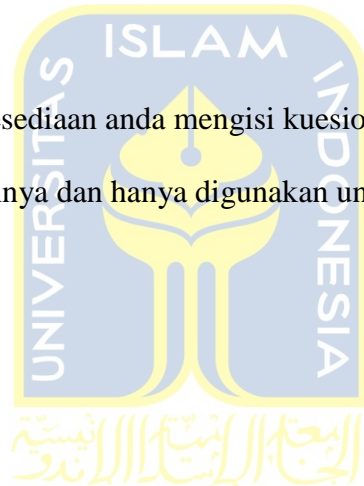 ISLAM
UNIVERSITAS
INDONESIA
sediaan anda mengisi kuesio
nya dan hanya digunakan un